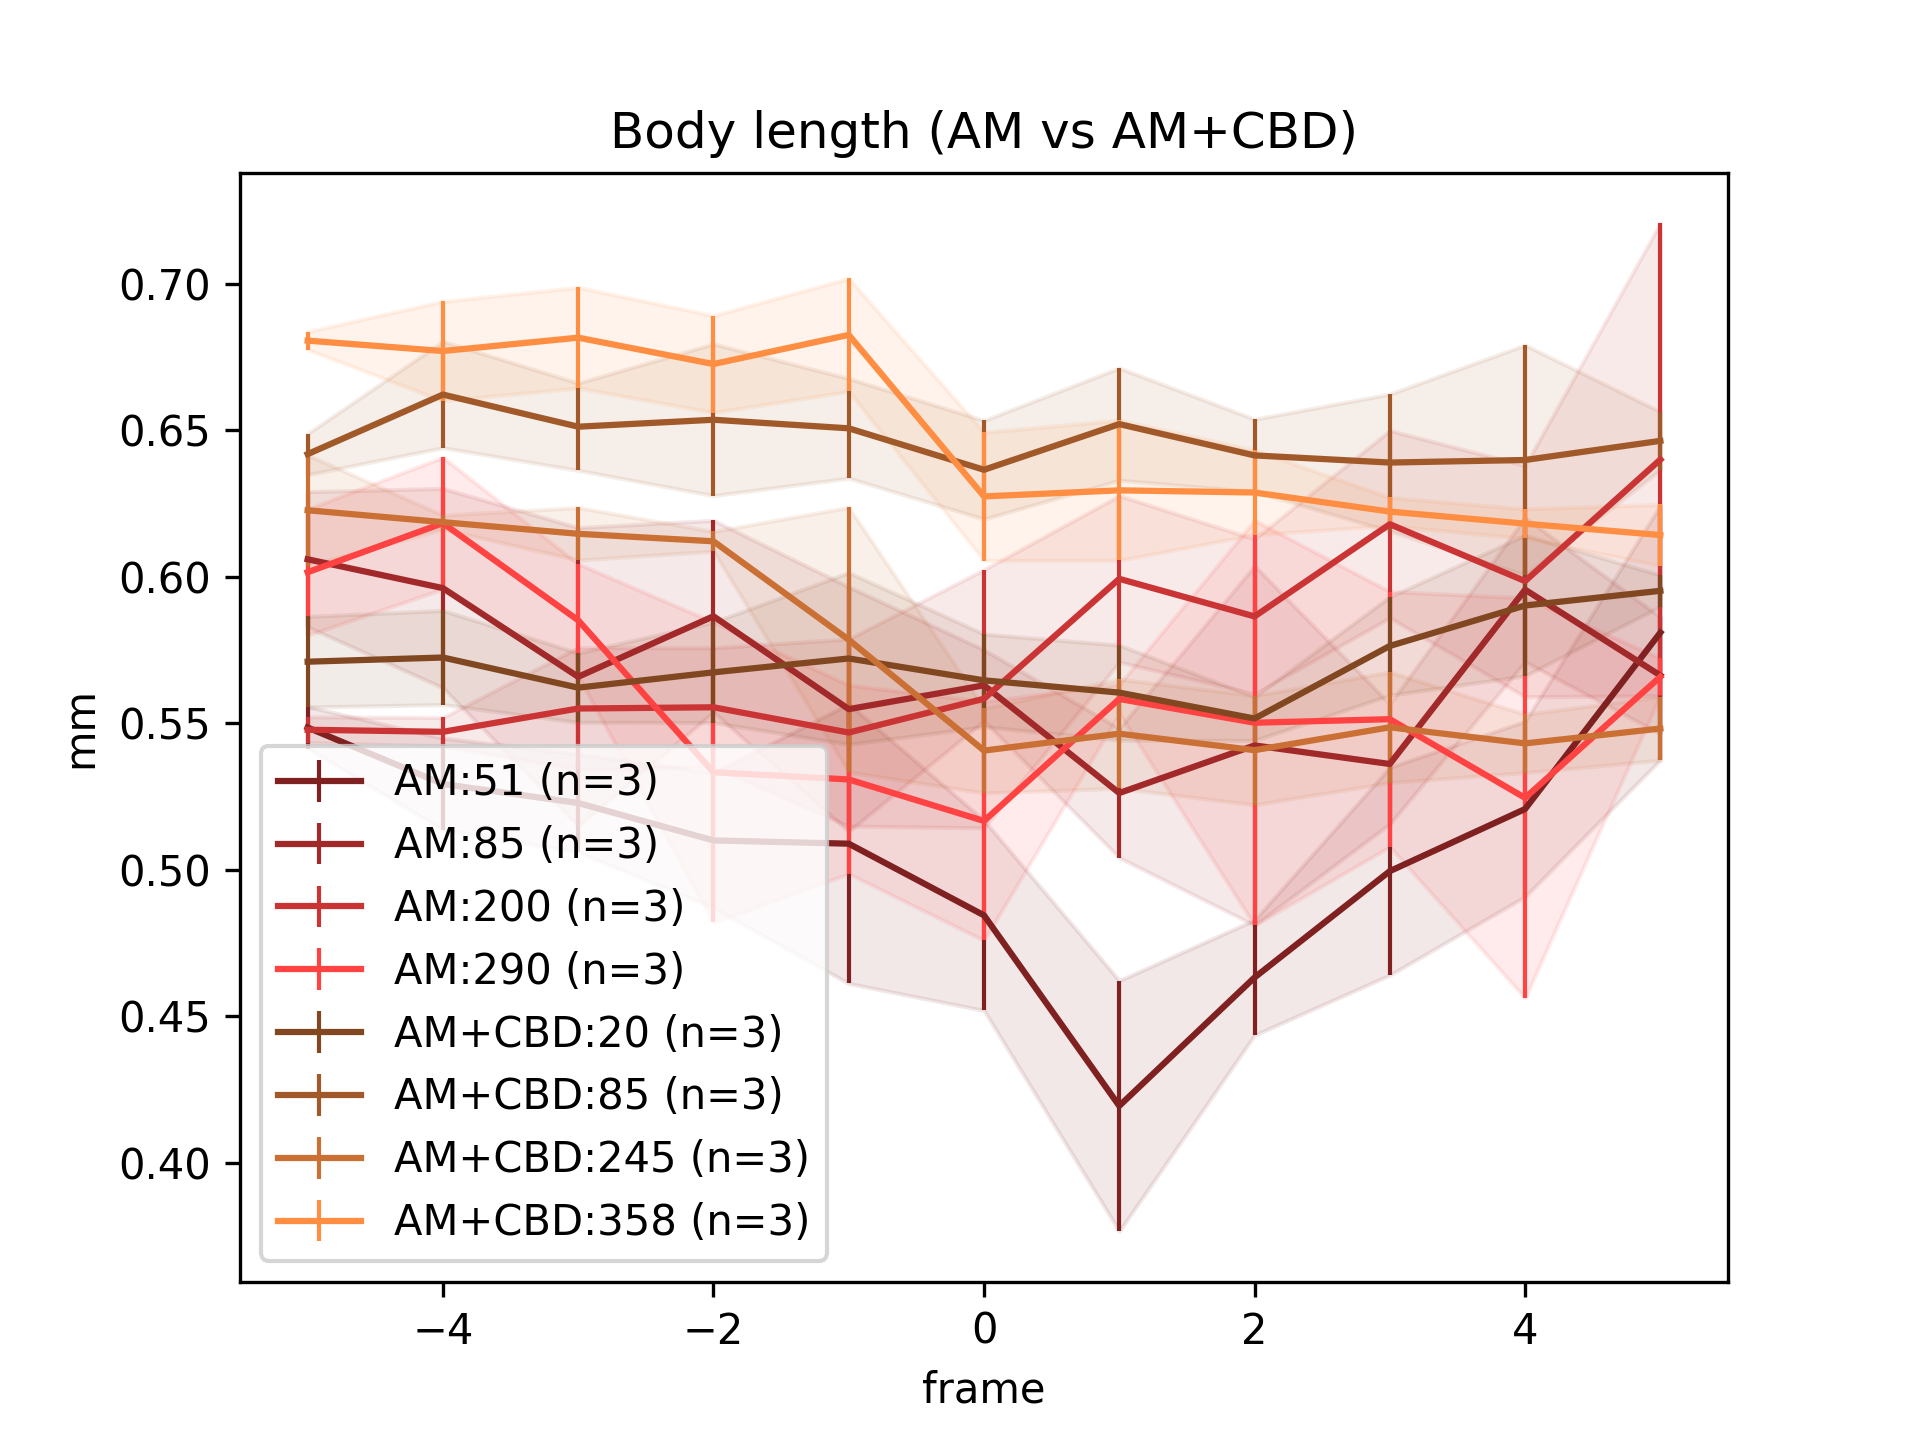 Body length (AM vs AM+CBD)
0.70
0.65
0.60
0.55
0.50
0.45
0.40
mm
AM:51 (n=3)
AM:85 (n=3)
AM:200 (n=3)
AM:290 (n=3)
AM+CBD:20 (n=3)
AM+CBD:85 (n=3)
AM+CBD:245 (n=3)
AM+CBD:358 (n=3)
−4 −2 0 2 4
frame